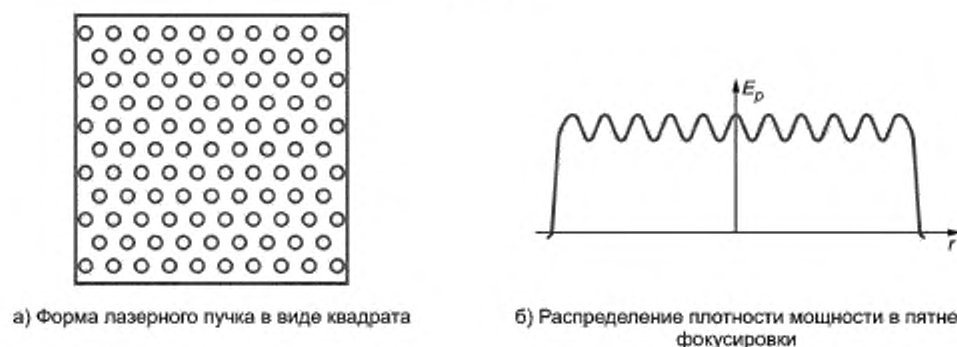 E_p
r
а) Форма лазерного пучка в виде квадрата
б) Распределение плотности мощности в пятне
фокусировки